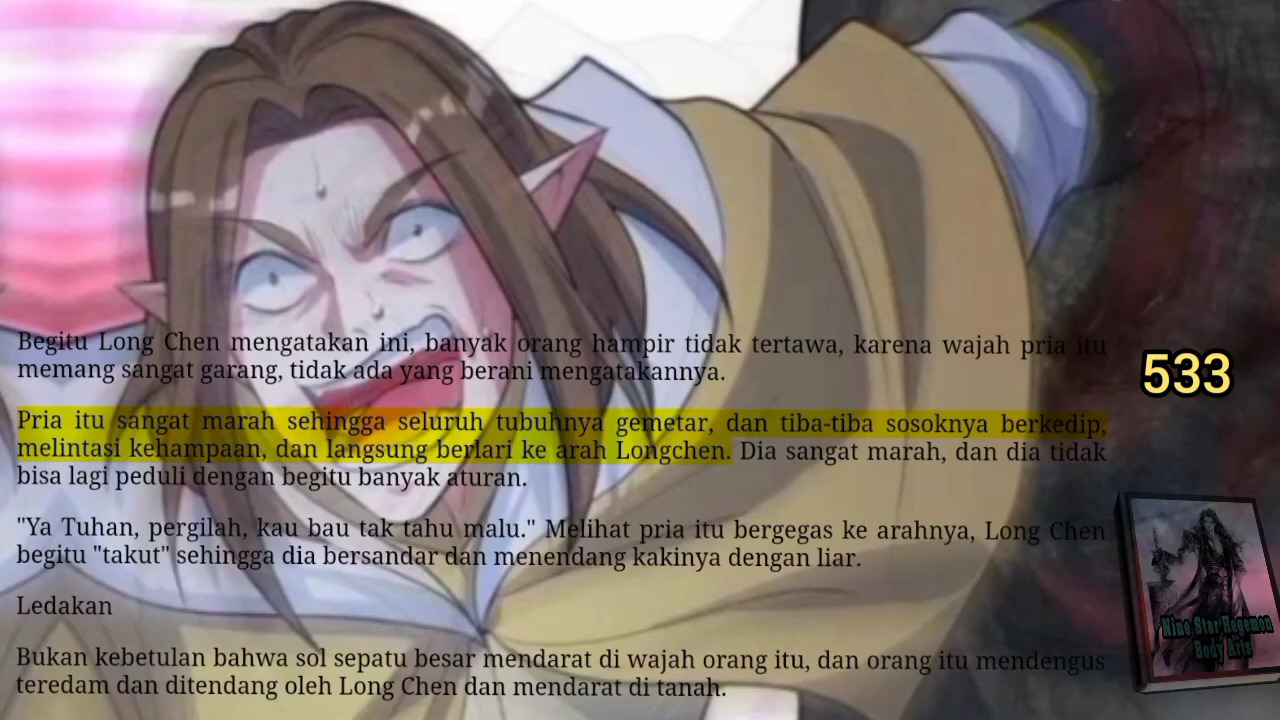 Begitu Long Chen mengatakan ini, banyak orang hampir tidak tertawa, karena wajah pria itu
memang sangat garang, tidak ada yang berani mengatakannya.
Pria itu sangat marah sehingga seluruh tubuhnya gemetar, dan tiba-tiba sosoknya berkedip,
melintasi kehampaan, dan langsung berlari ke arah Longchen. Dia sangat marah, dan dia tidak
bisa lagi peduli dengan begitu banyak aturan.
"Ya Tuhan, pergilah, kau bau tak tahu malu." Melihat pria itu bergegas ke arahnya, Long Chen
begitu "takut" sehingga dia bersandar dan menendang kakinya dengan liar.
Ledakan
Bukan kebetulan bahwa sol sepatu besar mendarat di wajah orang itu, dan orang itu mendengus
teredam dan ditendang oleh Long Chen dan mendarat di tanah.
533
Nine Star Hegemon
Body Arts